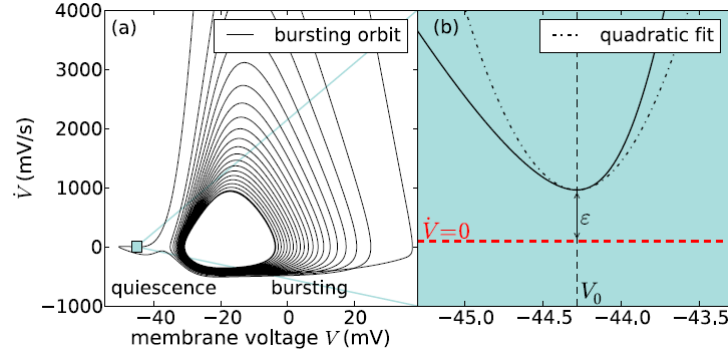 (a)
bursting orbit
(b)
quadratic fit
4000
3000
2000
1000
0
−1000
V̇ (mV/s)
quiescence
bursting
−40
−20
0
20
membrane voltage V (mV)
ε
V̇=0
V₀
−45.0
−44.5
−44.0
−43.5